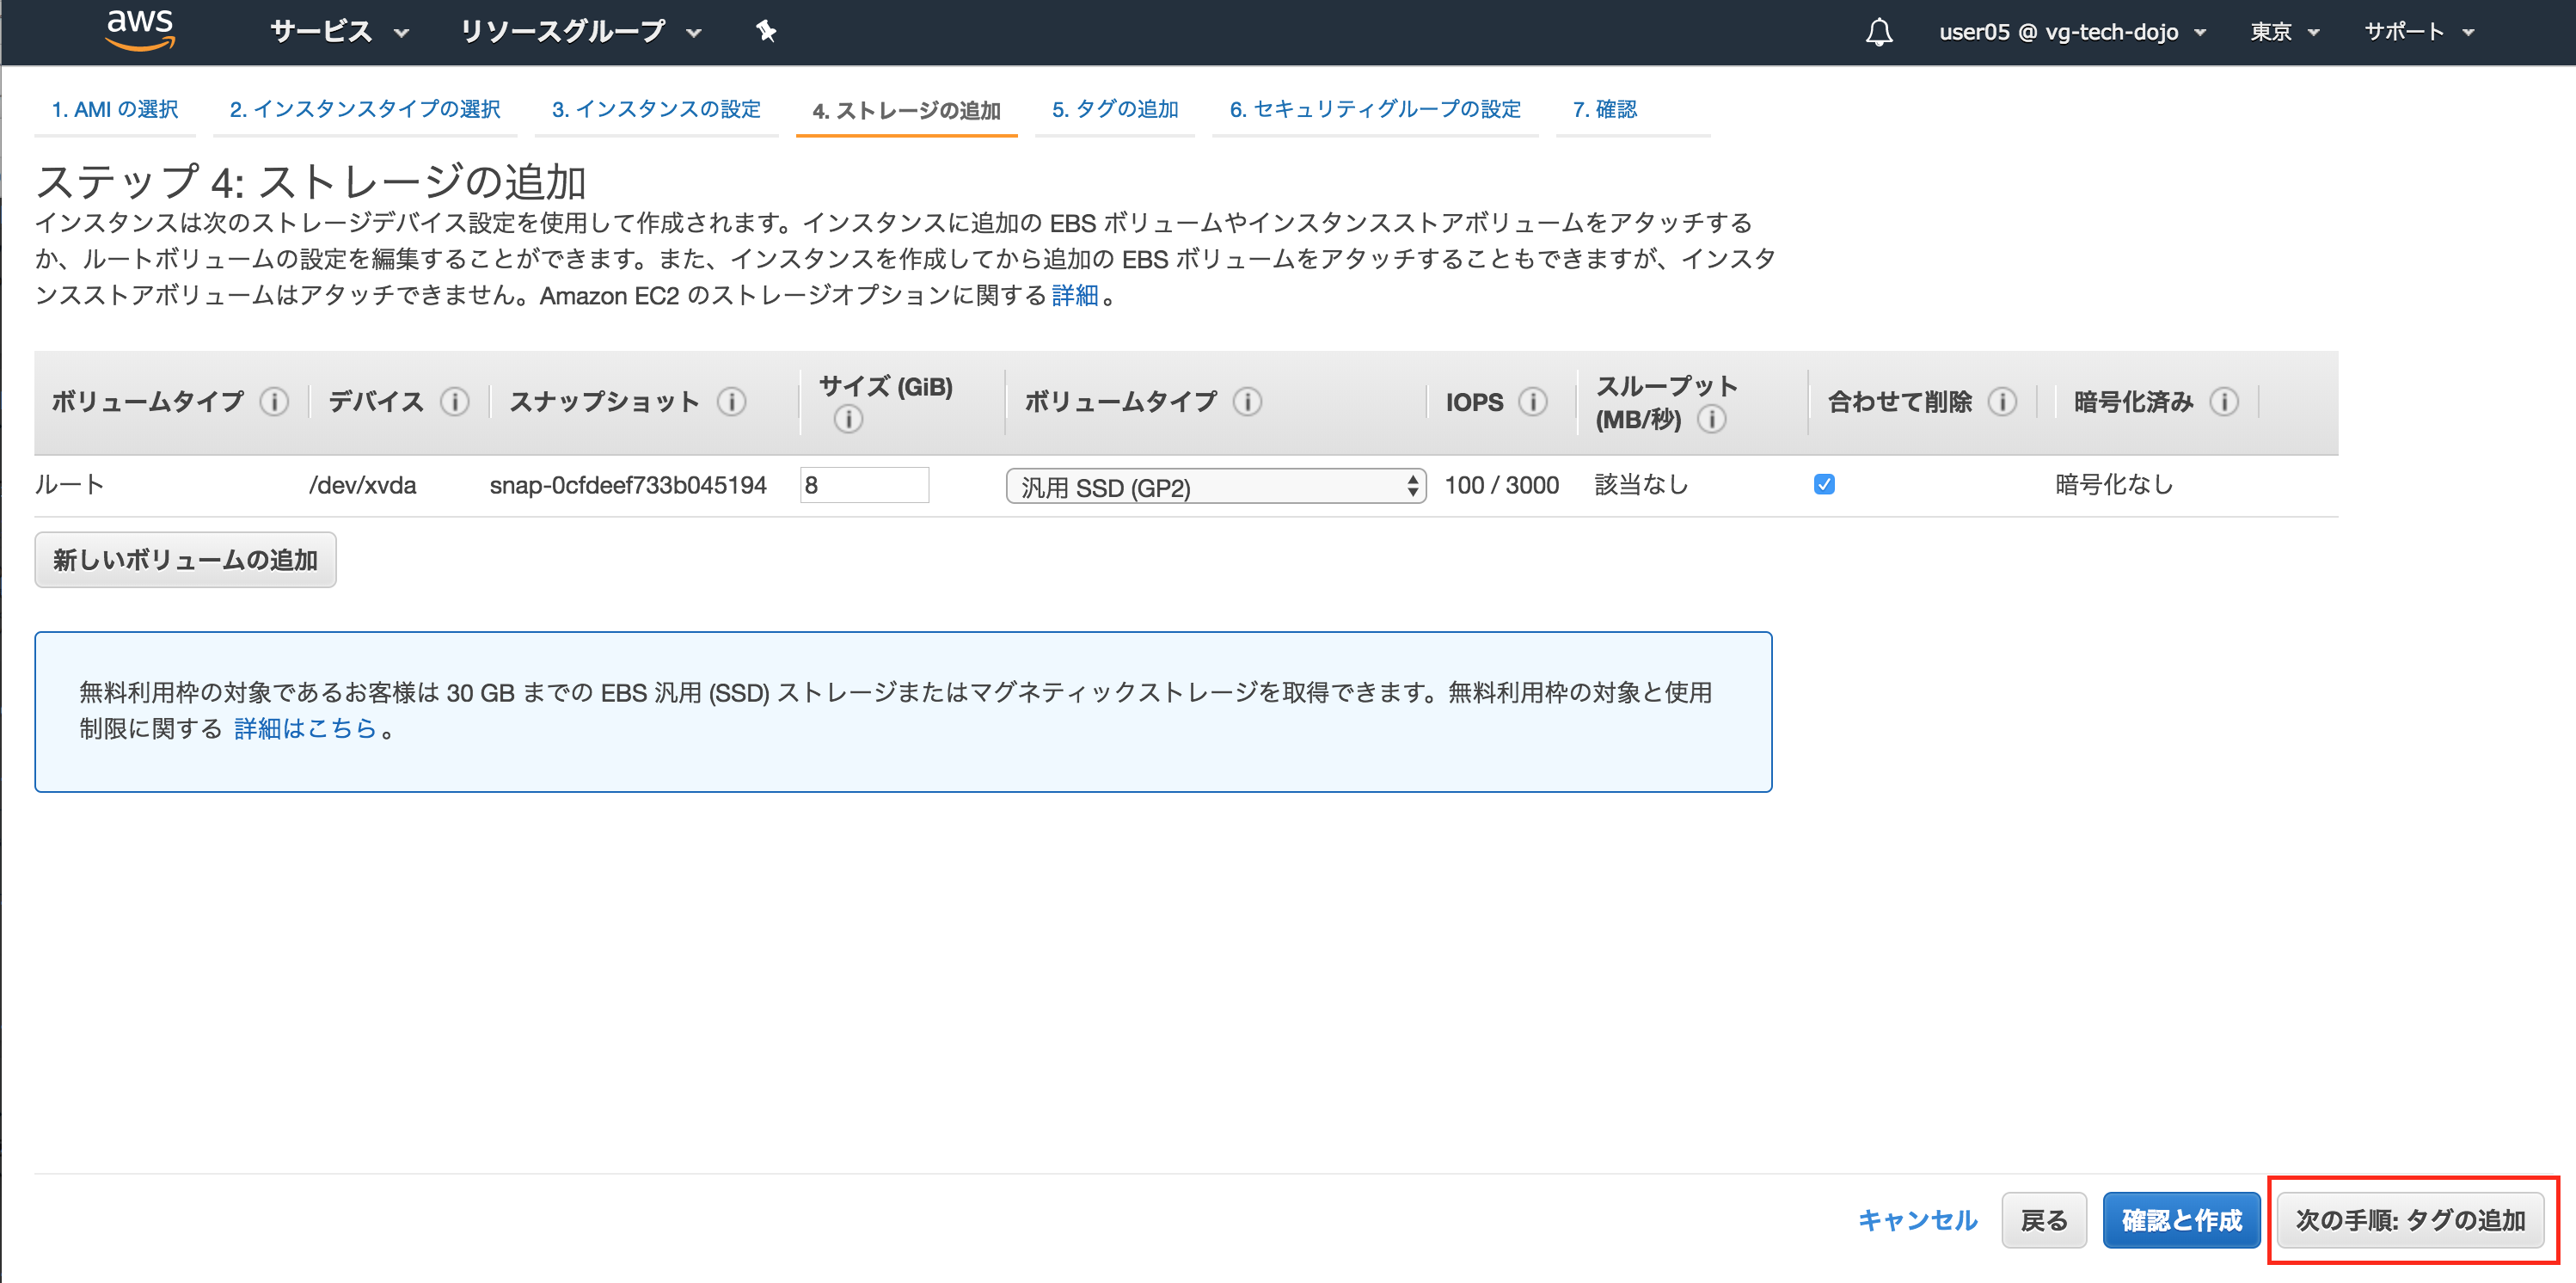 aws サービス リソースグループ user05 @ vg-tech-dojo 東京 サポート
1. AMI の選択 2. インスタンスタイプの選択 3. インスタンスの設定 4. ストレージの追加 5. タグの追加 6. セキュリティグループの設定 7. 確認
ステップ 4: ストレージの追加
インスタンスは次のストレージデバイス設定を使用して作成されます。インスタンスに追加の EBS ボリュームやインスタンスストアボリュームをアタッチする
か、ルートボリュームの設定を編集することができます。また、インスタンスを作成してから追加の EBS ボリュームをアタッチすることもできますが、インスタ
ンスストアボリュームはアタッチできません。Amazon EC2 のストレージオプションに関する 詳細 。
ボリュームタイプ デバイス スナップショット サイズ (GiB) ボリュームタイプ IOPS スループット (MB/秒) 合わせて削除 暗号化済み
ルート /dev/xvda snap-0cfdeef733b045194 8 汎用 SSD (GP2) 100 / 3000 該当なし 暗号化なし
新しいボリュームの追加
無料利用枠の対象であるお客様は 30 GB までの EBS 汎用 (SSD) ストレージまたはマグネティックストレージを取得できます。無料利用枠の対象と使用
制限に関する 詳細はこちら 。
キャンセル 戻る 確認と作成 次の手順: タグの追加